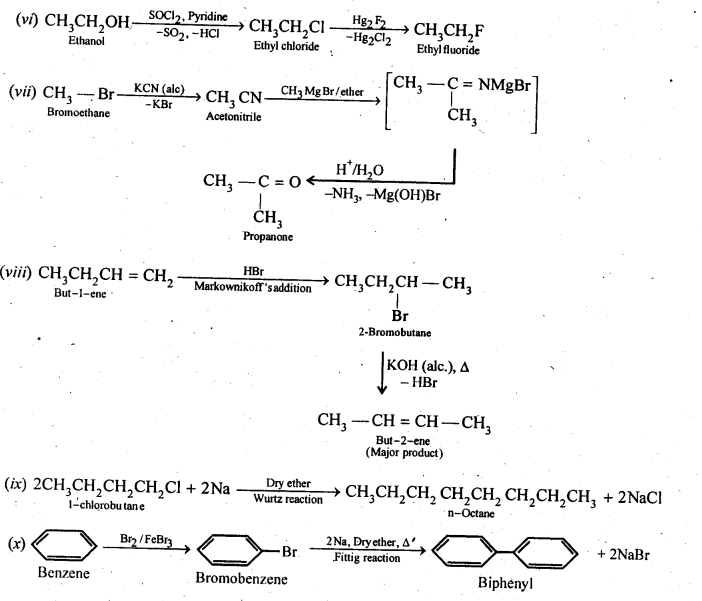 (vi) CH₃CH₂OH —SOCl₂, Pyridine / –SO₂, –HCl→ CH₃CH₂Cl —Hg₂F₂ / –Hg₂Cl₂→ CH₃CH₂F
Ethanol Ethyl chloride Ethyl fluoride
(vii) CH₃ — Br —KCN (alc) / –KBr→ CH₃ CN —CH₃MgBr/ether→ [CH₃ — C = NMgBr]
Bromoethane Acetonitrile
|
CH₃
H⁺/H₂O
CH₃ — C = O ←
–NH₃, –Mg(OH)Br
|
CH₃
Propanone
(viii) CH₃CH₂CH = CH₂ —HBr / Markownikoff's addition→ CH₃CH₂CH — CH₃
But–1–ene
|
Br
2-Bromobutane
↓ KOH (alc.), Δ
– HBr
CH₃ — CH = CH — CH₃
But–2–ene
(Major product)
(ix) 2CH₃CH₂CH₂CH₂Cl + 2Na —Dry ether / Wurtz reaction→ CH₃CH₂CH₂ CH₂CH₂ CH₂CH₂CH₃ + 2NaCl
1-chlorobutane n-Octane
(x) —Br₂/FeBr₃→ Br —2Na, Dry ether, Δ′ / Fittig reaction→ + 2NaBr
Benzene Bromobenzene Biphenyl